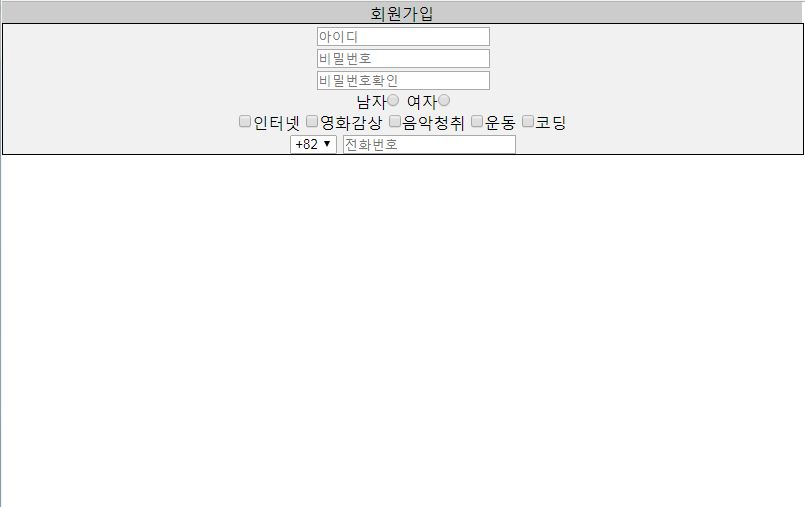 회원가입
아이디
비밀번호
비밀번호확인
남자 여자
인터넷 영화감상 음악청취 운동 코딩
+82 전화번호